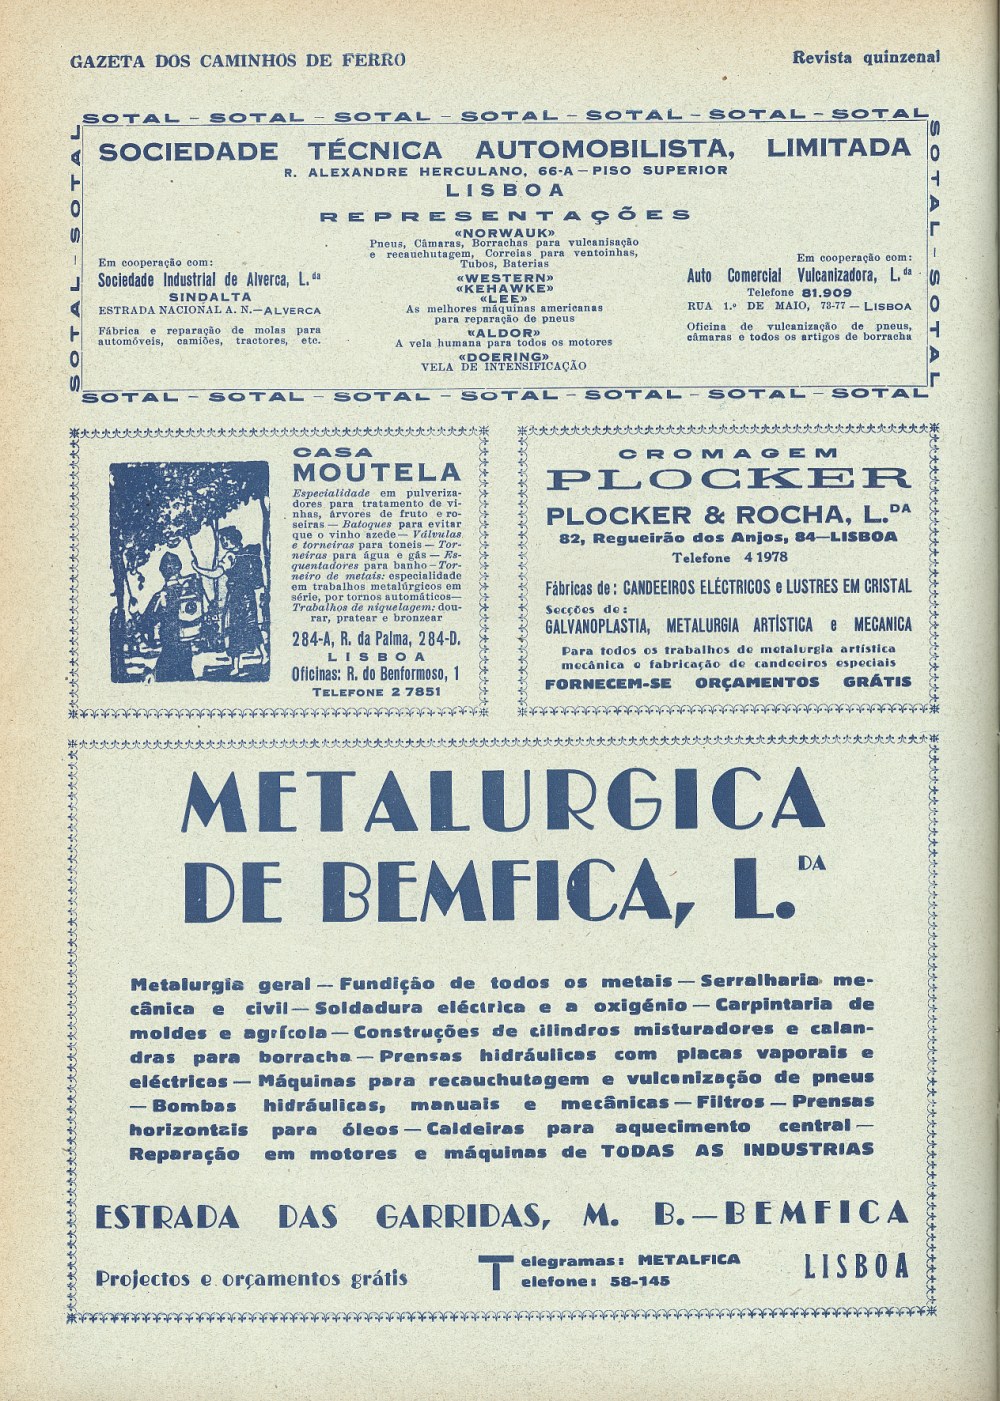 GAZETA DOS CAMINHOS DE FERRO
Revista quinzenal
SOTAL – SOTAL – SOTAL – SOTAL – SOTAL – SOTAL – SOTAL
SOTAL – SOTAL
SOTAL – SOTAL
SOCIEDADE TÉCNICA AUTOMOBILISTA, LIMITADA
R. ALEXANDRE HERCULANO, 66-A — PISO SUPERIOR
LISBOA
REPRESENTAÇÕES
«NORWAUK»
Pneus, Câmaras, Borrachas para vulcanisação
e recauchutagem, Correias para ventoinhas,
Tubos, Baterias
«WESTERN»
«KEHAWKE»
«LEE»
As melhores máquinas americanas
para reparação de pneus
«ALDOR»
A vela humana para todos os motores
«DOERING»
VELA DE INTENSIFICAÇÃO
Em cooperação com:
Sociedade Industrial de Alverca, L.da
SINDALTA
ESTRADA NACIONAL A. N.—ALVERCA
Fábrica e reparação de molas para
automóveis, camiões, tractores, etc.
Em cooperação com:
Auto Comercial Vulcanizadora, L.da
Telefone 81.909
RUA 1.º DE MAIO, 73-77 — LISBOA
Oficina de vulcanização de pneus,
câmaras e todos os artigos de borracha
SOTAL – SOTAL – SOTAL – SOTAL – SOTAL – SOTAL – SOTAL
CASA
MOUTELA
Especialidade em pulveriza-
dores para tratamento de vi-
nhas, árvores de fruto e ro-
seiras — Batoques para evitar
que o vinho azede — Válvulas
e torneiras para toneis — Tor-
neiras para água e gás — Es-
quentadores para banho — Tor-
neiro de metais: especialidade
em trabalhos metalúrgicos em
série, por tornos automáticos—
Trabalhos de niquelagem: dou-
rar, pratear e bronzear
284-A, R. da Palma, 284-D.
LISBOA
Oficinas: R. do Benformoso, 1
TELEFONE 2 7851
CROMAGEM
PLOCKER
PLOCKER & ROCHA, L.DA
82, Regueirão dos Anjos, 84—LISBOA
Telefone 4 1978
Fábricas de: CANDEEIROS ELÉCTRICOS e LUSTRES EM CRISTAL
Secções de:
GALVANOPLASTIA, METALURGIA ARTÍSTICA e MECANICA
Para todos os trabalhos de metalurgia artística
mecânica e fabricação de candeeiros especiais
FORNECEM-SE ORÇAMENTOS GRÁTIS
METALURGICA
DE BEMFICA, L.DA
Metalurgia geral — Fundição de todos os metais — Serralharia me-
cânica e civil — Soldadura eléctrica e a oxigénio — Carpintaria de
moldes e agrícola — Construções de cilindros misturadores e calan-
dras para borracha — Prensas hidráulicas com placas vaporais e
eléctricas — Máquinas para recauchutagem e vulcanização de pneus
— Bombas hidráulicas, manuais e mecânicas — Filtros — Prensas
horizontais para óleos — Caldeiras para aquecimento central —
Reparação em motores e máquinas de TODAS AS INDUSTRIAS
ESTRADA DAS GARRIDAS, M. B. — BEMFICA
Projectos e orçamentos grátis
Telegramas: METALFICA
Telefone: 58-145
LISBOA